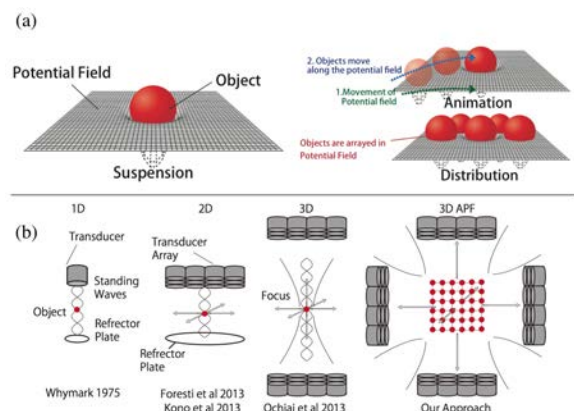 (a)
Potential Field
Object
Suspension
2. Objects move
along the potential field
1.Movement of
Potential field
Animation
Objects are arrayed in
Potential Field
Distribution
1D
2D
3D
3D APF
(b)
Transducer
Standing
Waves
Object
Refrector
Plate
Whymark 1975
Transducer
Array
Refrector
Plate
Foresti et al 2013
Kono et al 2013
Focus
Ochiai et al 2013
Our Approach